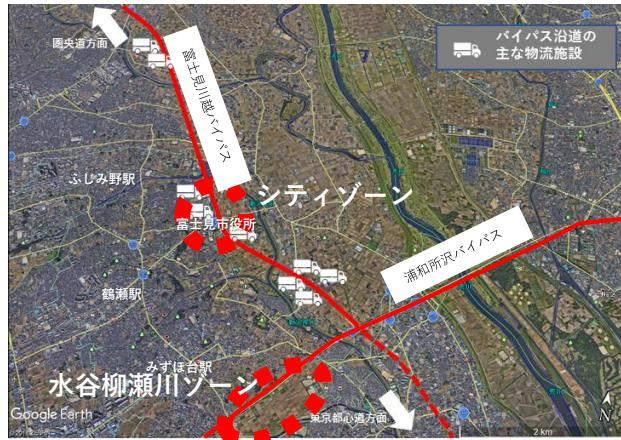 圏央道方面
バイパス沿道の
主な物流施設
富士見川越バイパス
ふじみ野駅
シティゾーン
富士見市役所
浦和所沢バイパス
鶴瀬駅
みずほ台駅
水谷柳瀬川ゾーン
東京都心道方面
Google Earth
N
2 km